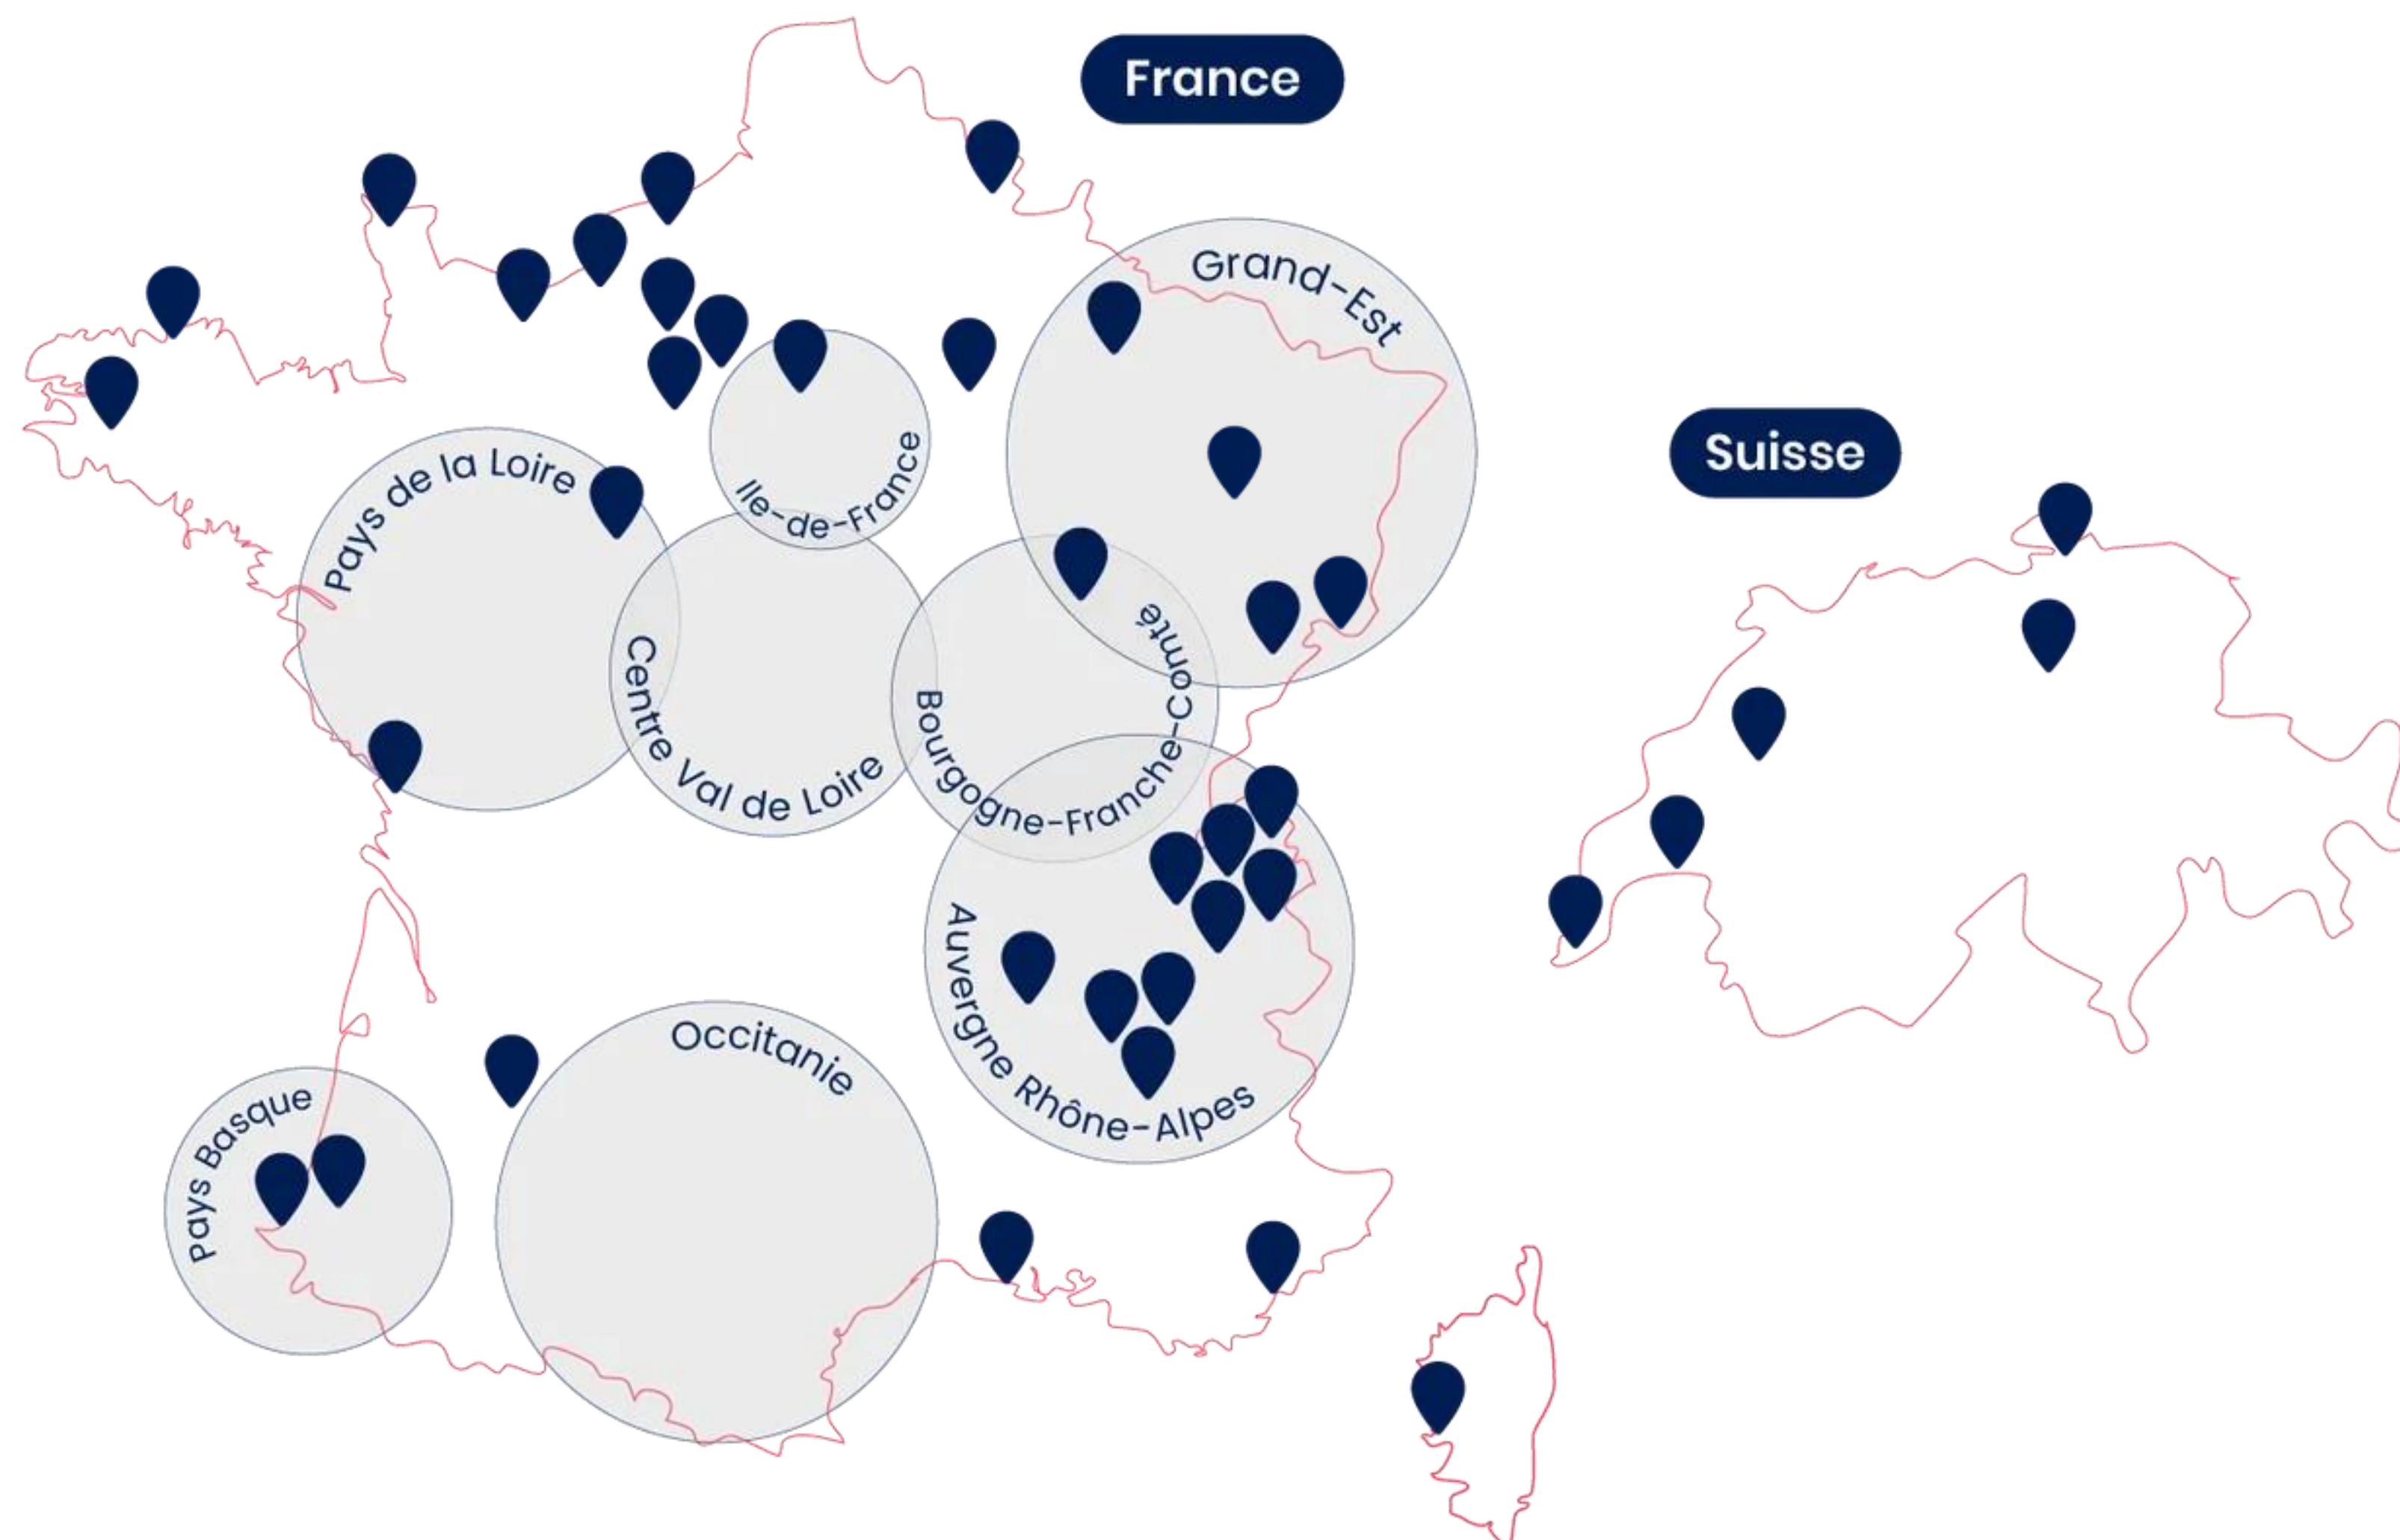 France
Grand-Est
Suisse
Pays de la Loire
Ile-de-France
Centre Val de Loire
Bourgogne-Franche-Comté
Auvergne Rhône-Alpes
Occitanie
Pays Basque